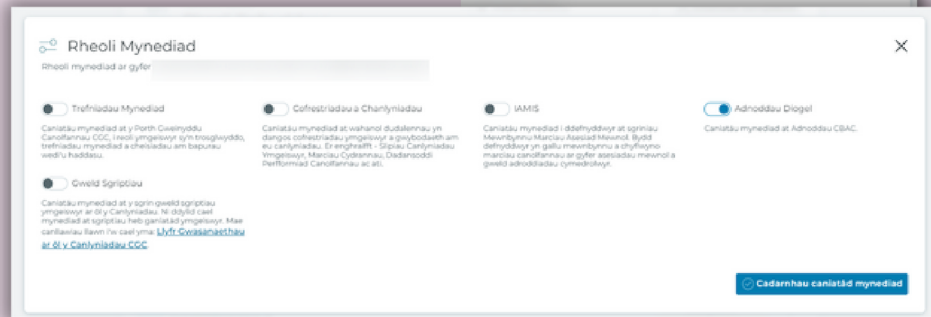 Rheoli Mynediad
Rheoli mynediad ar gyfer
Trefniadau Mynediad
Caniatáu mynediad at y Porth Gweinyddu
Canolfannau CGC, i reoli ymgeiswyr sy'n trosglwyddo,
trefniadau mynediad a cheisiadau am bapurau
wedi'u haddasu.
Cofrestriadau a Chanlyniadau
Caniatáu mynediad at wahanol dudalennau yn
dangos cofrestriadau ymgeiswyr a gwybodaeth am
eu canlyniadau. Er enghraifft - Slipiau Canlyniadau
Ymgeiswyr, Marciau Cydrannau, Dadansoddi
Perfformiad Canolfannau ac ati.
IAMIS
Caniatáu mynediad i ddefnyddwyr at sgriniau
Mewnbynnu Marciau Asesiad Mewnol. Bydd
defnyddwyr yn gallu mewnbynnu a chyflwyno
marciau canolfannau ar gyfer asesiadau mewnol a
gweld adroddiadau cymedrolwyr.
Adnoddau Diogel
Caniatáu mynediad at Adnoddau CBAC.
Gweld Sgriptiau
Caniatáu mynediad at y sgrin gweld sgriptiau
ymgeiswyr ar ôl y Canlyniadau. Ni ddylid cael
mynediad at sgriptiau heb ganiatâd ymgeiswyr. Mae
canllawiau llawn i'w cael yma: Llyfr Gwasanaethau
ar ôl y Canlyniadau CGC.
Cadarnhau caniatâd mynediad